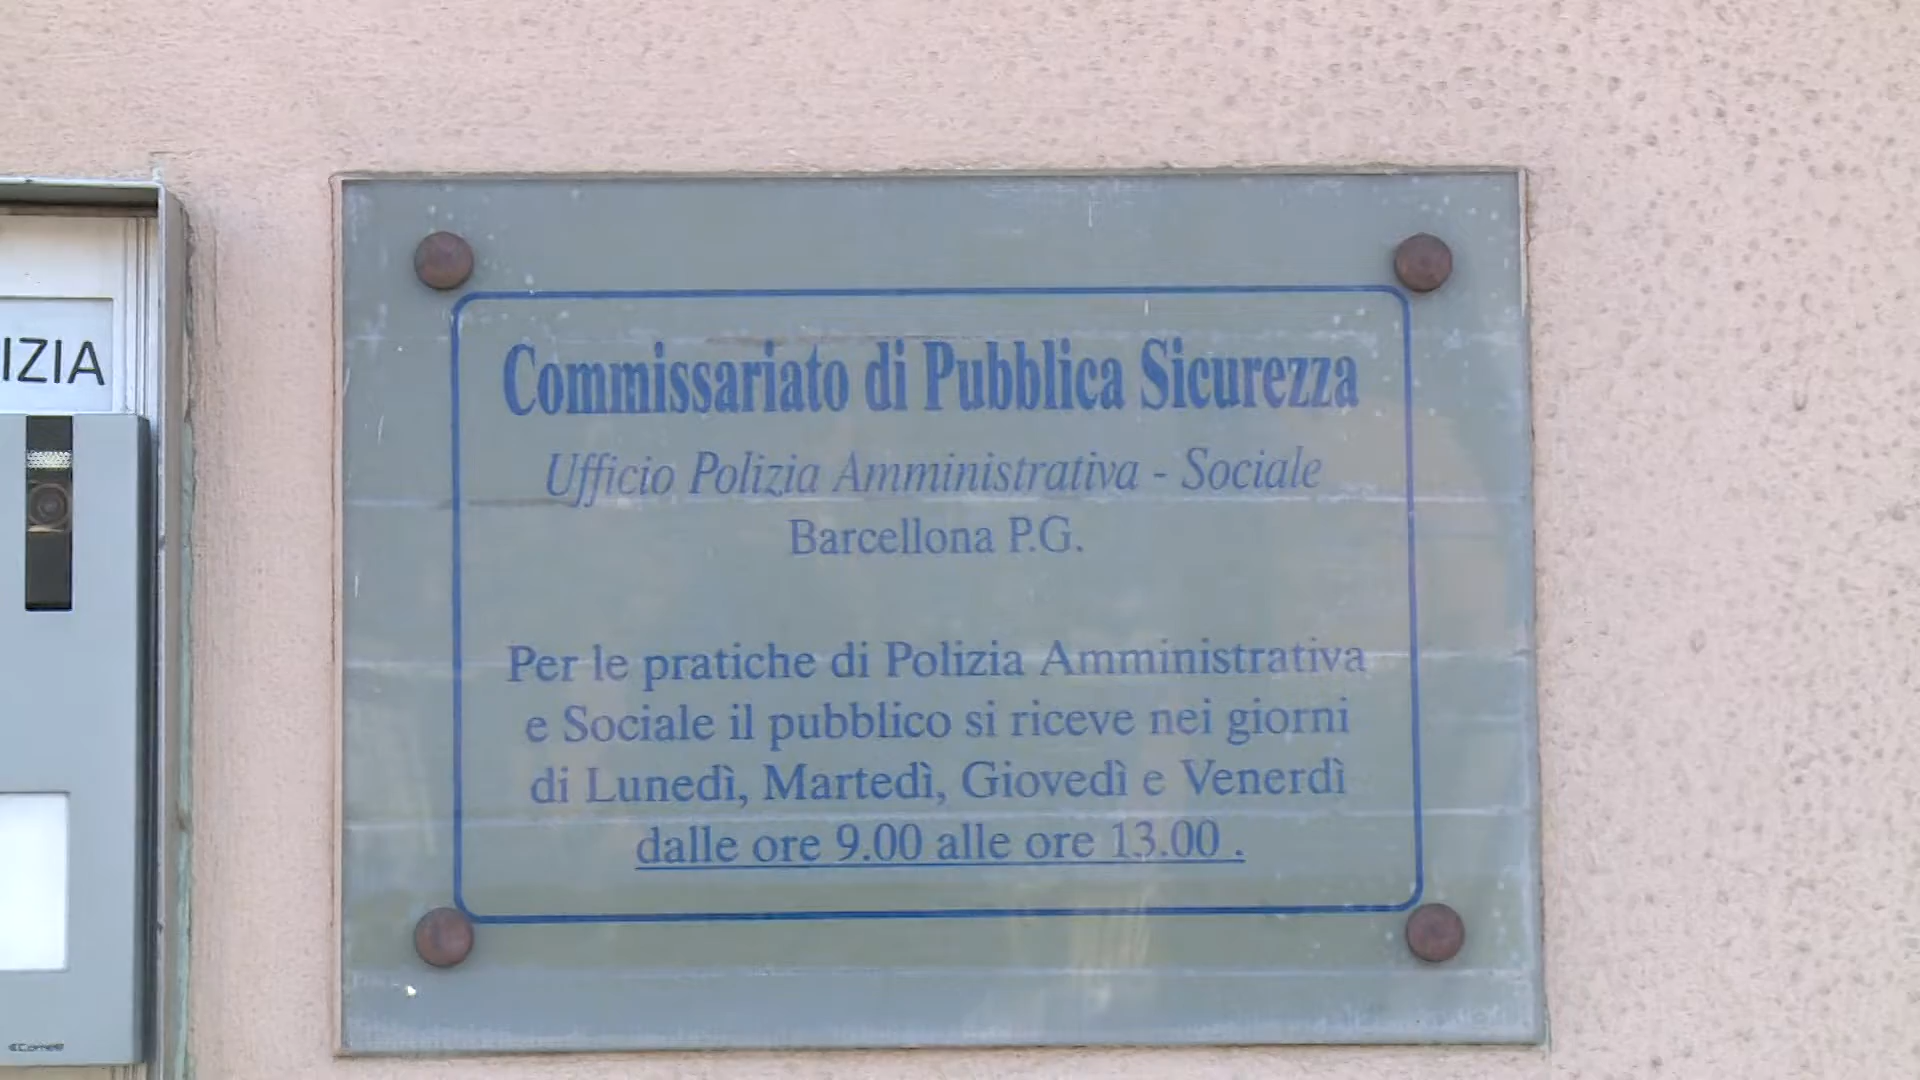 IZIA
Commissariato di Pubblica Sicurezza
Ufficio Polizia Amministrativa - Sociale
Barcellona P.G.
Per le pratiche di Polizia Amministrativa
e Sociale il pubblico si riceve nei giorni
di Lunedì, Martedì, Giovedì e Venerdì
dalle ore 9.00 alle ore 13.00 .